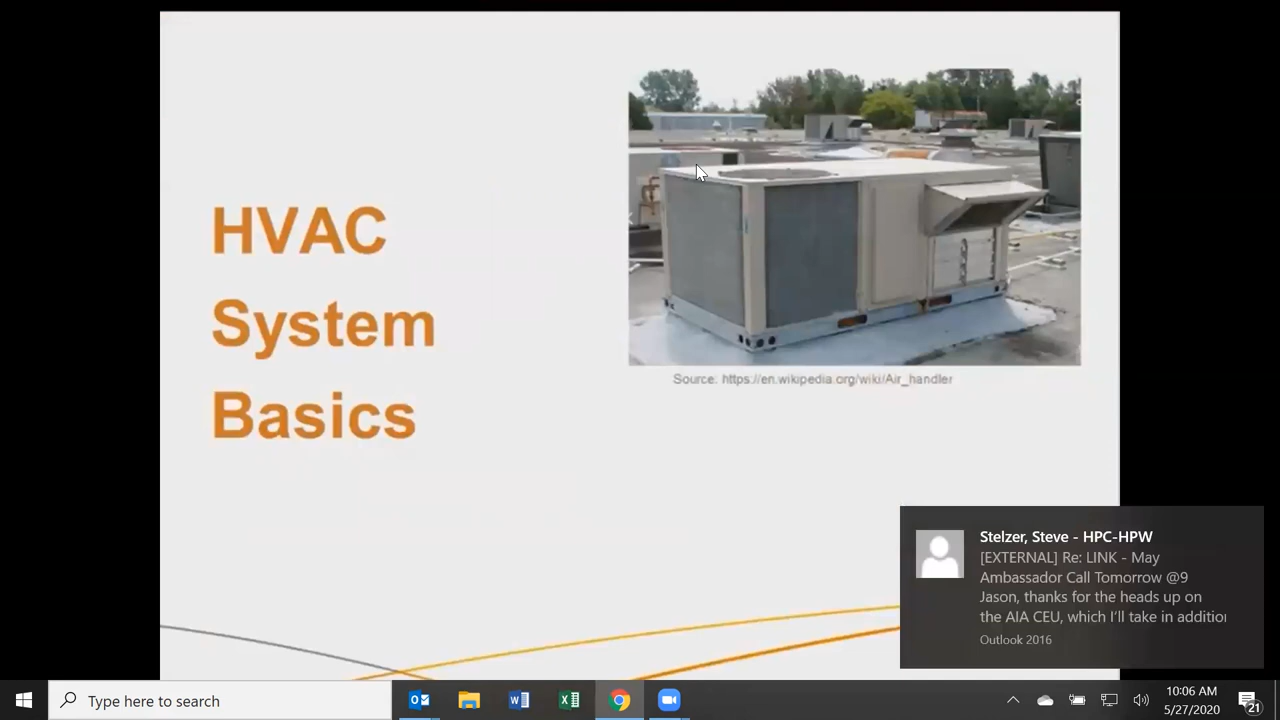 HVAC
System
Basics
Source: https://en.wikipedia.org/wiki/Air_handler
Stelzer, Steve - HPC-HPW
[EXTERNAL] Re: LINK - May
Ambassador Call Tomorrow @9
Jason, thanks for the heads up on
the AIA CEU, which I'll take in additior
Outlook 2016
Type here to search
10:06 AM
5/27/2020
21